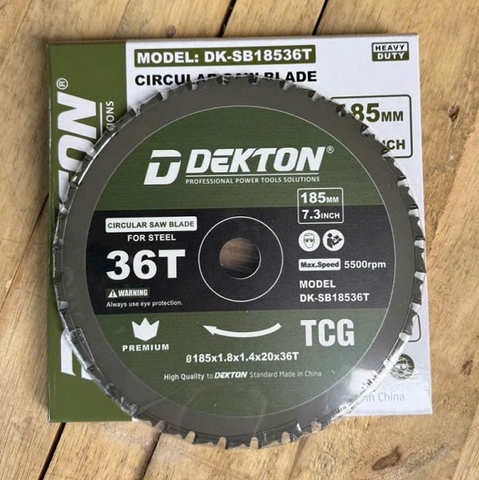 MODEL: DK-SB18536T
HEAVY DUTY
CIRCULAR SAW BLADE
85MM
INCH
DEKTON®
PROFESSIONAL POWER TOOLS SOLUTIONS
185MM
7.3INCH
CIRCULAR SAW BLADE
FOR STEEL
36T
WARNING
Always use eye protection.
Max.Speed 5500rpm
MODEL
DK-SB18536T
PREMIUM
TCG
ø185x1.8x1.4x20x36T
High Quality to DEKTON Standard Made in China
in China